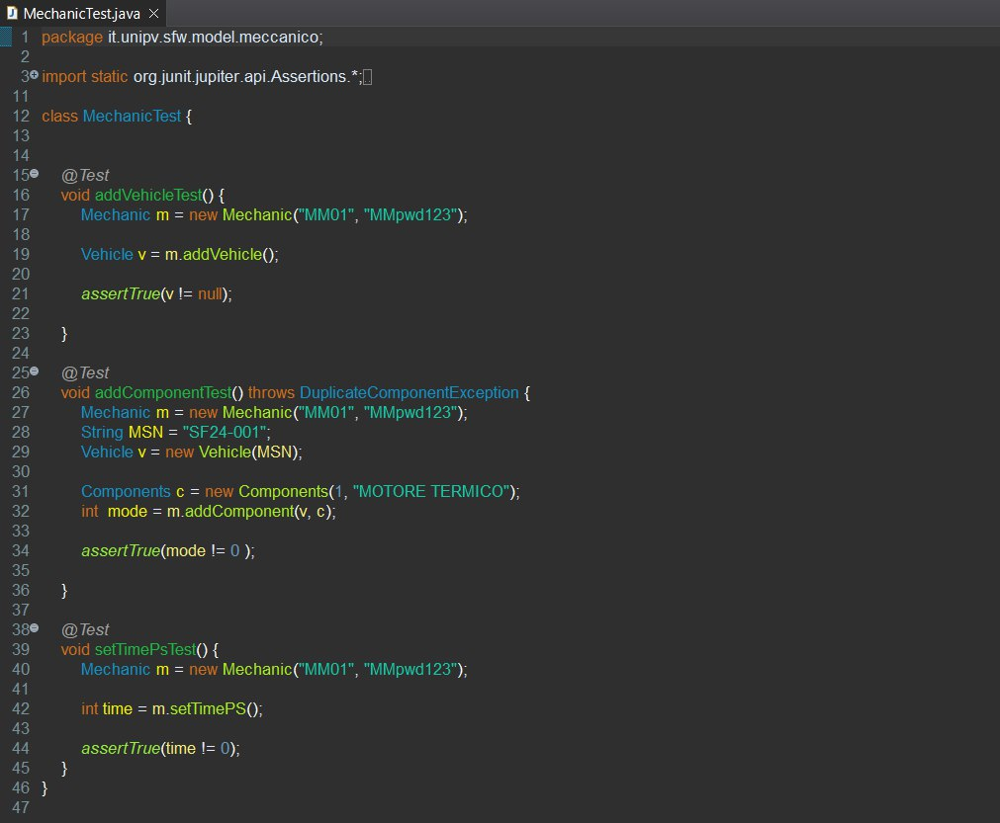 MechanicTest.java
1 package it.unipv.sfw.model.meccanico;
2
3 import static org.junit.jupiter.api.Assertions.*;
11
12 class MechanicTest {
13
14
15 @Test
16 void addVehicleTest() {
17 Mechanic m = new Mechanic("MM01", "MMpwd123");
18
19 Vehicle v = m.addVehicle();
20
21 assertTrue(v != null);
22
23 }
24
25 @Test
26 void addComponentTest() throws DuplicateComponentException {
27 Mechanic m = new Mechanic("MM01", "MMpwd123");
28 String MSN = "SF24-001";
29 Vehicle v = new Vehicle(MSN);
30
31 Components c = new Components(1, "MOTORE TERMICO");
32 int  mode = m.addComponent(v, c);
33
34 assertTrue(mode != 0 );
35
36 }
37
38 @Test
39 void setTimePsTest() {
40 Mechanic m = new Mechanic("MM01", "MMpwd123");
41
42 int time = m.setTimePS();
43
44 assertTrue(time != 0);
45 }
46 }
47